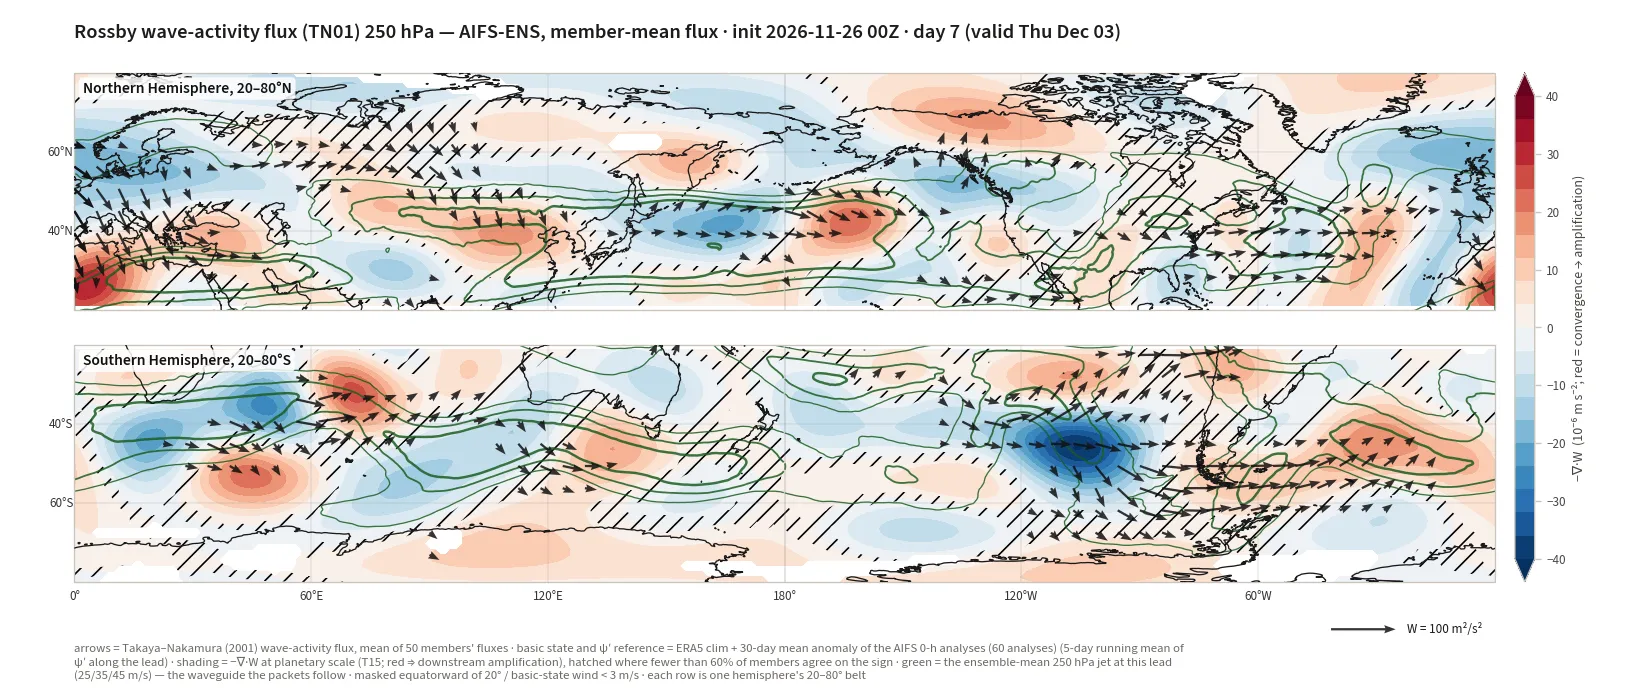 Rossby wave-activity flux (TN01) 250 hPa — AIFS-ENS, member-mean flux · init 2026-11-26 00Z · day 7 (valid Thu Dec 03)
Northern Hemisphere, 20–80°N
60°N
40°N
Southern Hemisphere, 20–80°S
40°S
60°S
0°
60°E
120°E
180°
120°W
60°W
40
30
20
10
0
−10
−20
−30
−40
−∇·W (10⁻⁶ m s⁻²; red = convergence → amplification)
W = 100 m²/s²
arrows = Takaya–Nakamura (2001) wave-activity flux, mean of 50 members' fluxes · basic state and ψ' reference = ERA5 clim + 30-day mean anomaly of the AIFS 0-h analyses (60 analyses) (5-day running mean of
ψ' along the lead) · shading = −∇·W at planetary scale (T15; red ⇒ downstream amplification), hatched where fewer than 60% of members agree on the sign · green = the ensemble-mean 250 hPa jet at this lead
(25/35/45 m/s) — the waveguide the packets follow · masked equatorward of 20° / basic-state wind < 3 m/s · each row is one hemisphere's 20–80° belt